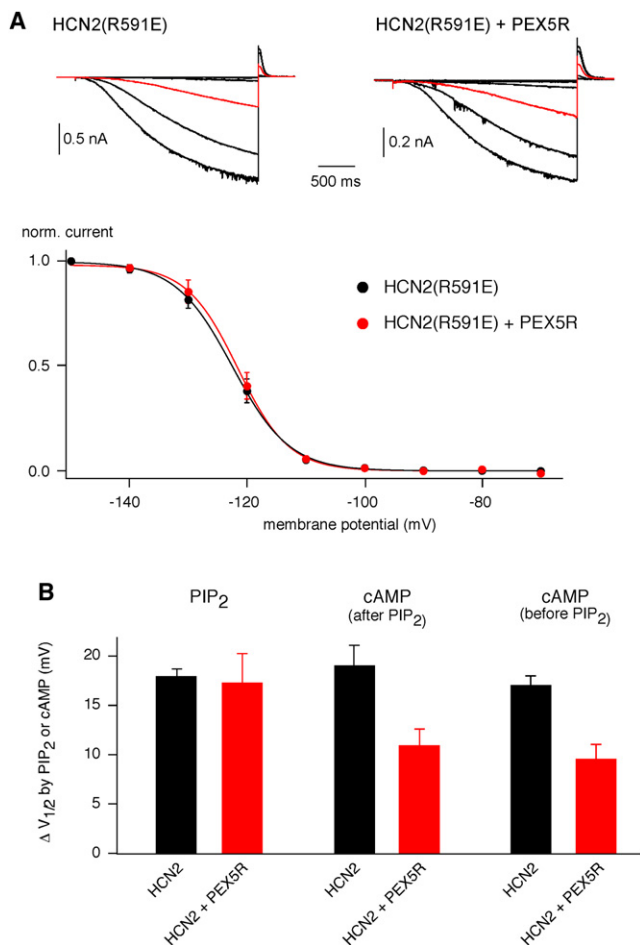 A
HCN2(R591E)
HCN2(R591E) + PEX5R
0.5 nA
0.2 nA
500 ms
norm. current
1.0
0.5
0.0
HCN2(R591E)
HCN2(R591E) + PEX5R
-140
-120
-100
-80
membrane potential (mV)
B
PIP2
cAMP
(after PIP2)
cAMP
(before PIP2)
Δ V1/2 by PIP2 or cAMP (mV)
20
15
10
5
0
HCN2
HCN2 + PEX5R
HCN2
HCN2 + PEX5R
HCN2
HCN2 + PEX5R